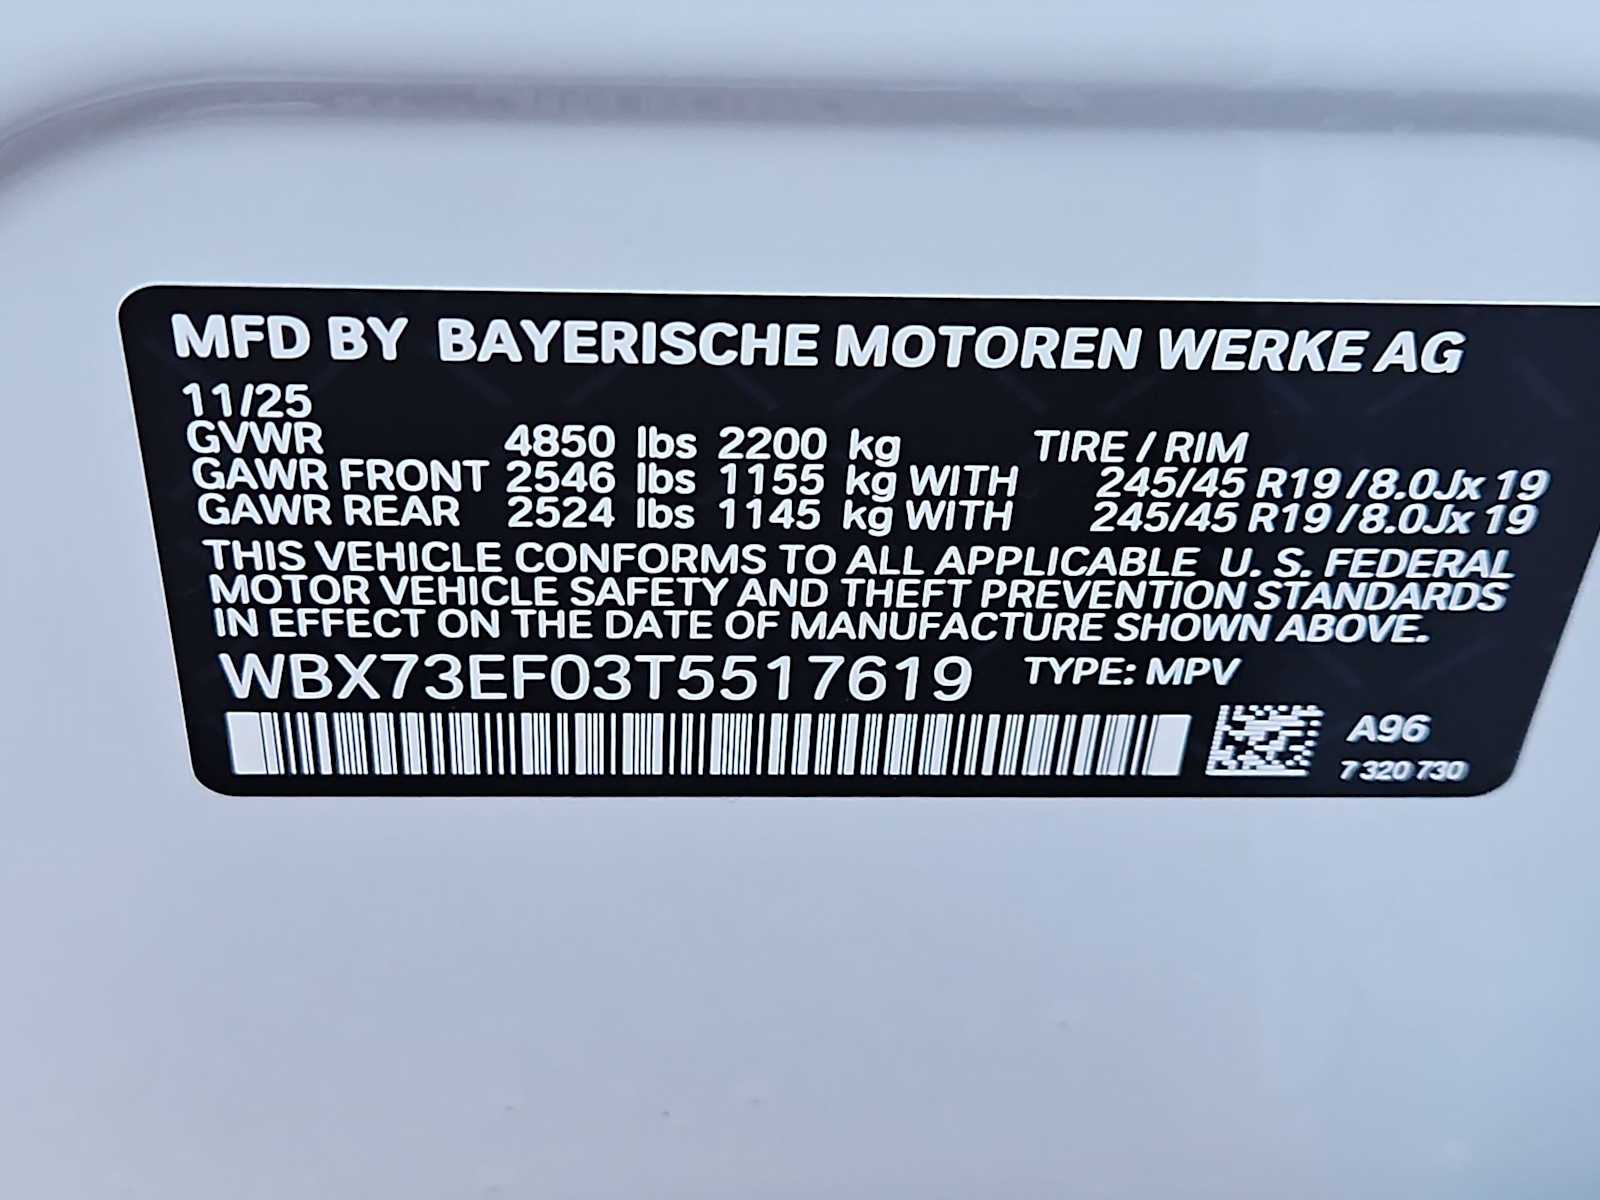 MFD BY BAYERISCHE MOTOREN WERKE AG
11/25
GVWR 4850 lbs 2200 kg TIRE / RIM
GAWR FRONT 2546 lbs 1155 kg WITH 245/45 R19 / 8.0Jx 19
GAWR REAR 2524 lbs 1145 kg WITH 245/45 R19 / 8.0Jx 19
THIS VEHICLE CONFORMS TO ALL APPLICABLE U. S. FEDERAL
MOTOR VEHICLE SAFETY AND THEFT PREVENTION STANDARDS
IN EFFECT ON THE DATE OF MANUFACTURE SHOWN ABOVE.
WBX73EF03T5517619 TYPE: MPV
A96
7 320 730